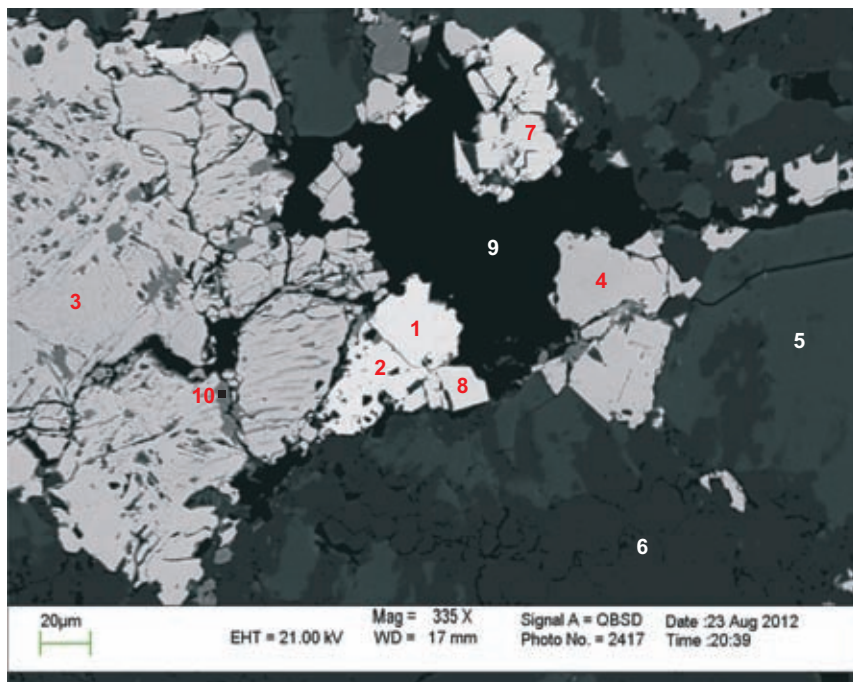 7
9
4
3
1
5
2
8
10
6
20µm
Mag = 335 X
Signal A = QBSD
Date :23 Aug 2012
EHT = 21.00 kV
WD = 17 mm
Photo No. = 2417
Time :20:39